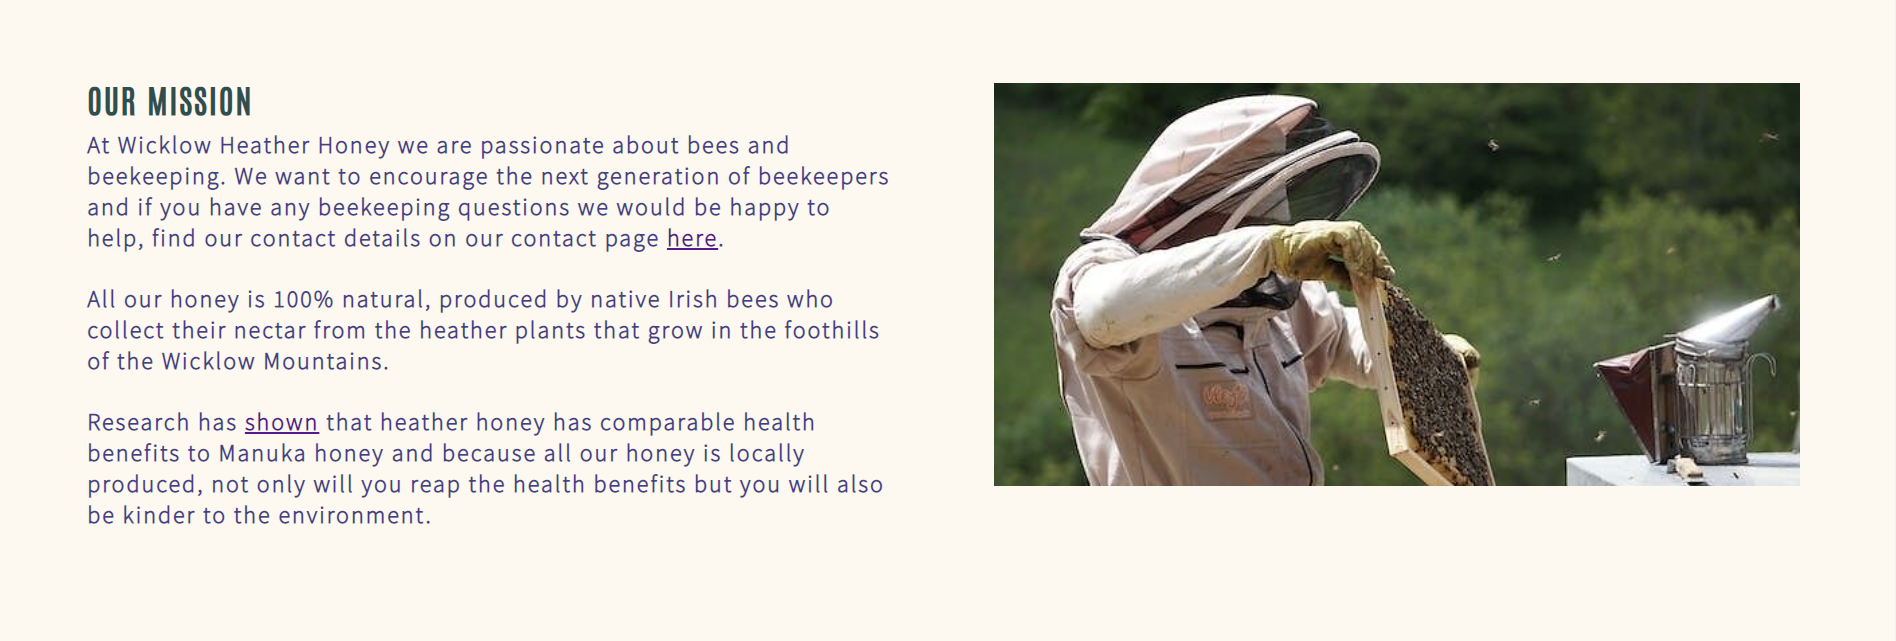 OUR MISSION
At Wicklow Heather Honey we are passionate about bees and
beekeeping. We want to encourage the next generation of beekeepers
and if you have any beekeeping questions we would be happy to
help, find our contact details on our contact page here.
All our honey is 100% natural, produced by native Irish bees who
collect their nectar from the heather plants that grow in the foothills
of the Wicklow Mountains.
Research has shown that heather honey has comparable health
benefits to Manuka honey and because all our honey is locally
produced, not only will you reap the health benefits but you will also
be kinder to the environment.